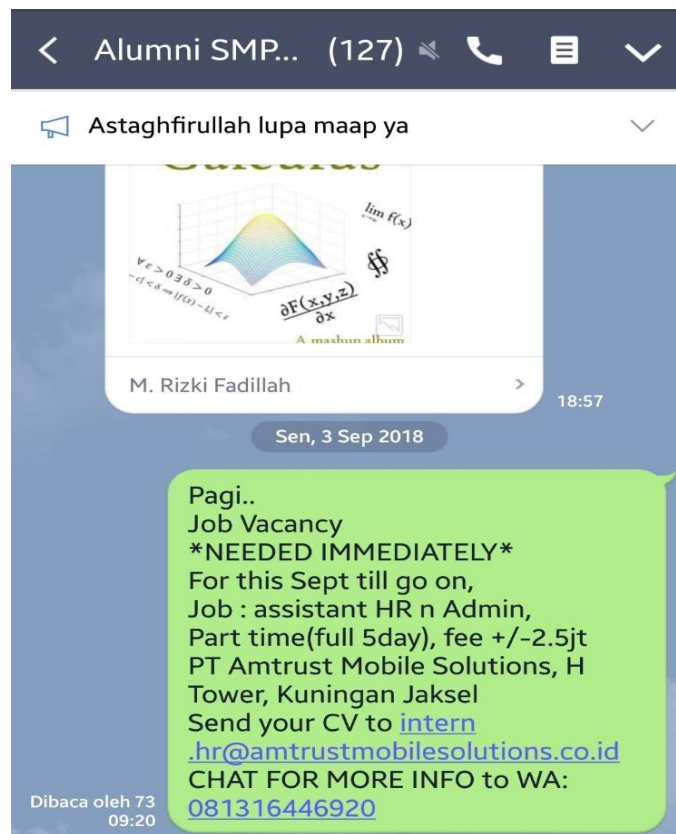 Alumni SMP... (127)
Astaghfirullah lupa maap ya
lim f(x)
∀ε>0∃δ>0
∯
∂F(x,y,z)
∂x
A mashup album
M. Rizki Fadillah
18:57
Sen, 3 Sep 2018
Pagi..
Job Vacancy
*NEEDED IMMEDIATELY*
For this Sept till go on,
Job : assistant HR n Admin,
Part time(full 5day), fee +/-2.5jt
PT Amtrust Mobile Solutions, H
Tower, Kuningan Jaksel
Send your CV to intern
.hr@amtrustmobilesolutions.co.id
CHAT FOR MORE INFO to WA:
081316446920
Dibaca oleh 73
09:20